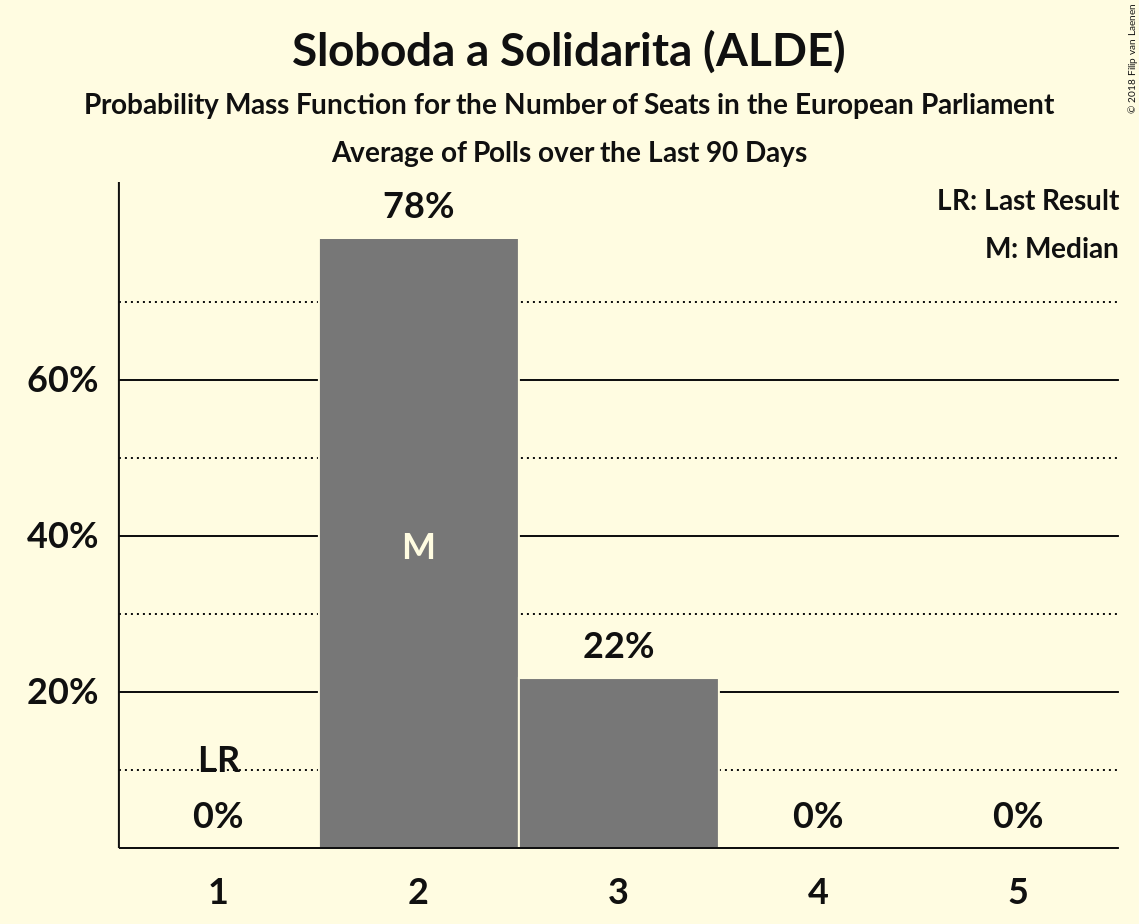 Sloboda a Solidarita (ALDE)
Probability Mass Function for the Number of Seats in the European Parliament
Average of Polls over the Last 90 Days
© 2018 Filip van Laenen
LR: Last Result
M: Median
78%
60%
40%
20%
M
22%
LR
0%
0%
0%
1
2
3
4
5